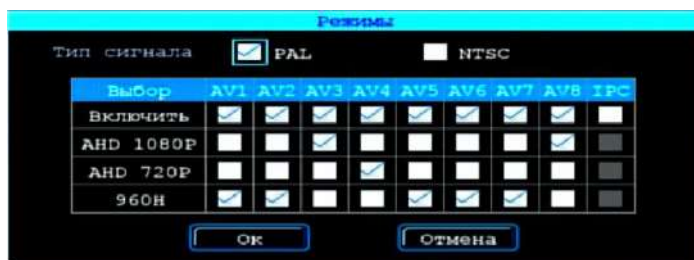 Режимы
Тип сигнала PAL NTSC
Выбор AV1 AV2 AV3 AV4 AV5 AV6 AV7 AV8 IPC
Включить
AHD 1080P
AHD 720P
960H
Ок Отмена